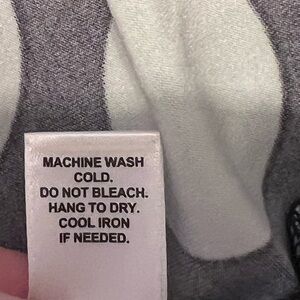 MACHINE WASH
COLD.
DO NOT BLEACH.
HANG TO DRY.
COOL IRON
IF NEEDED.